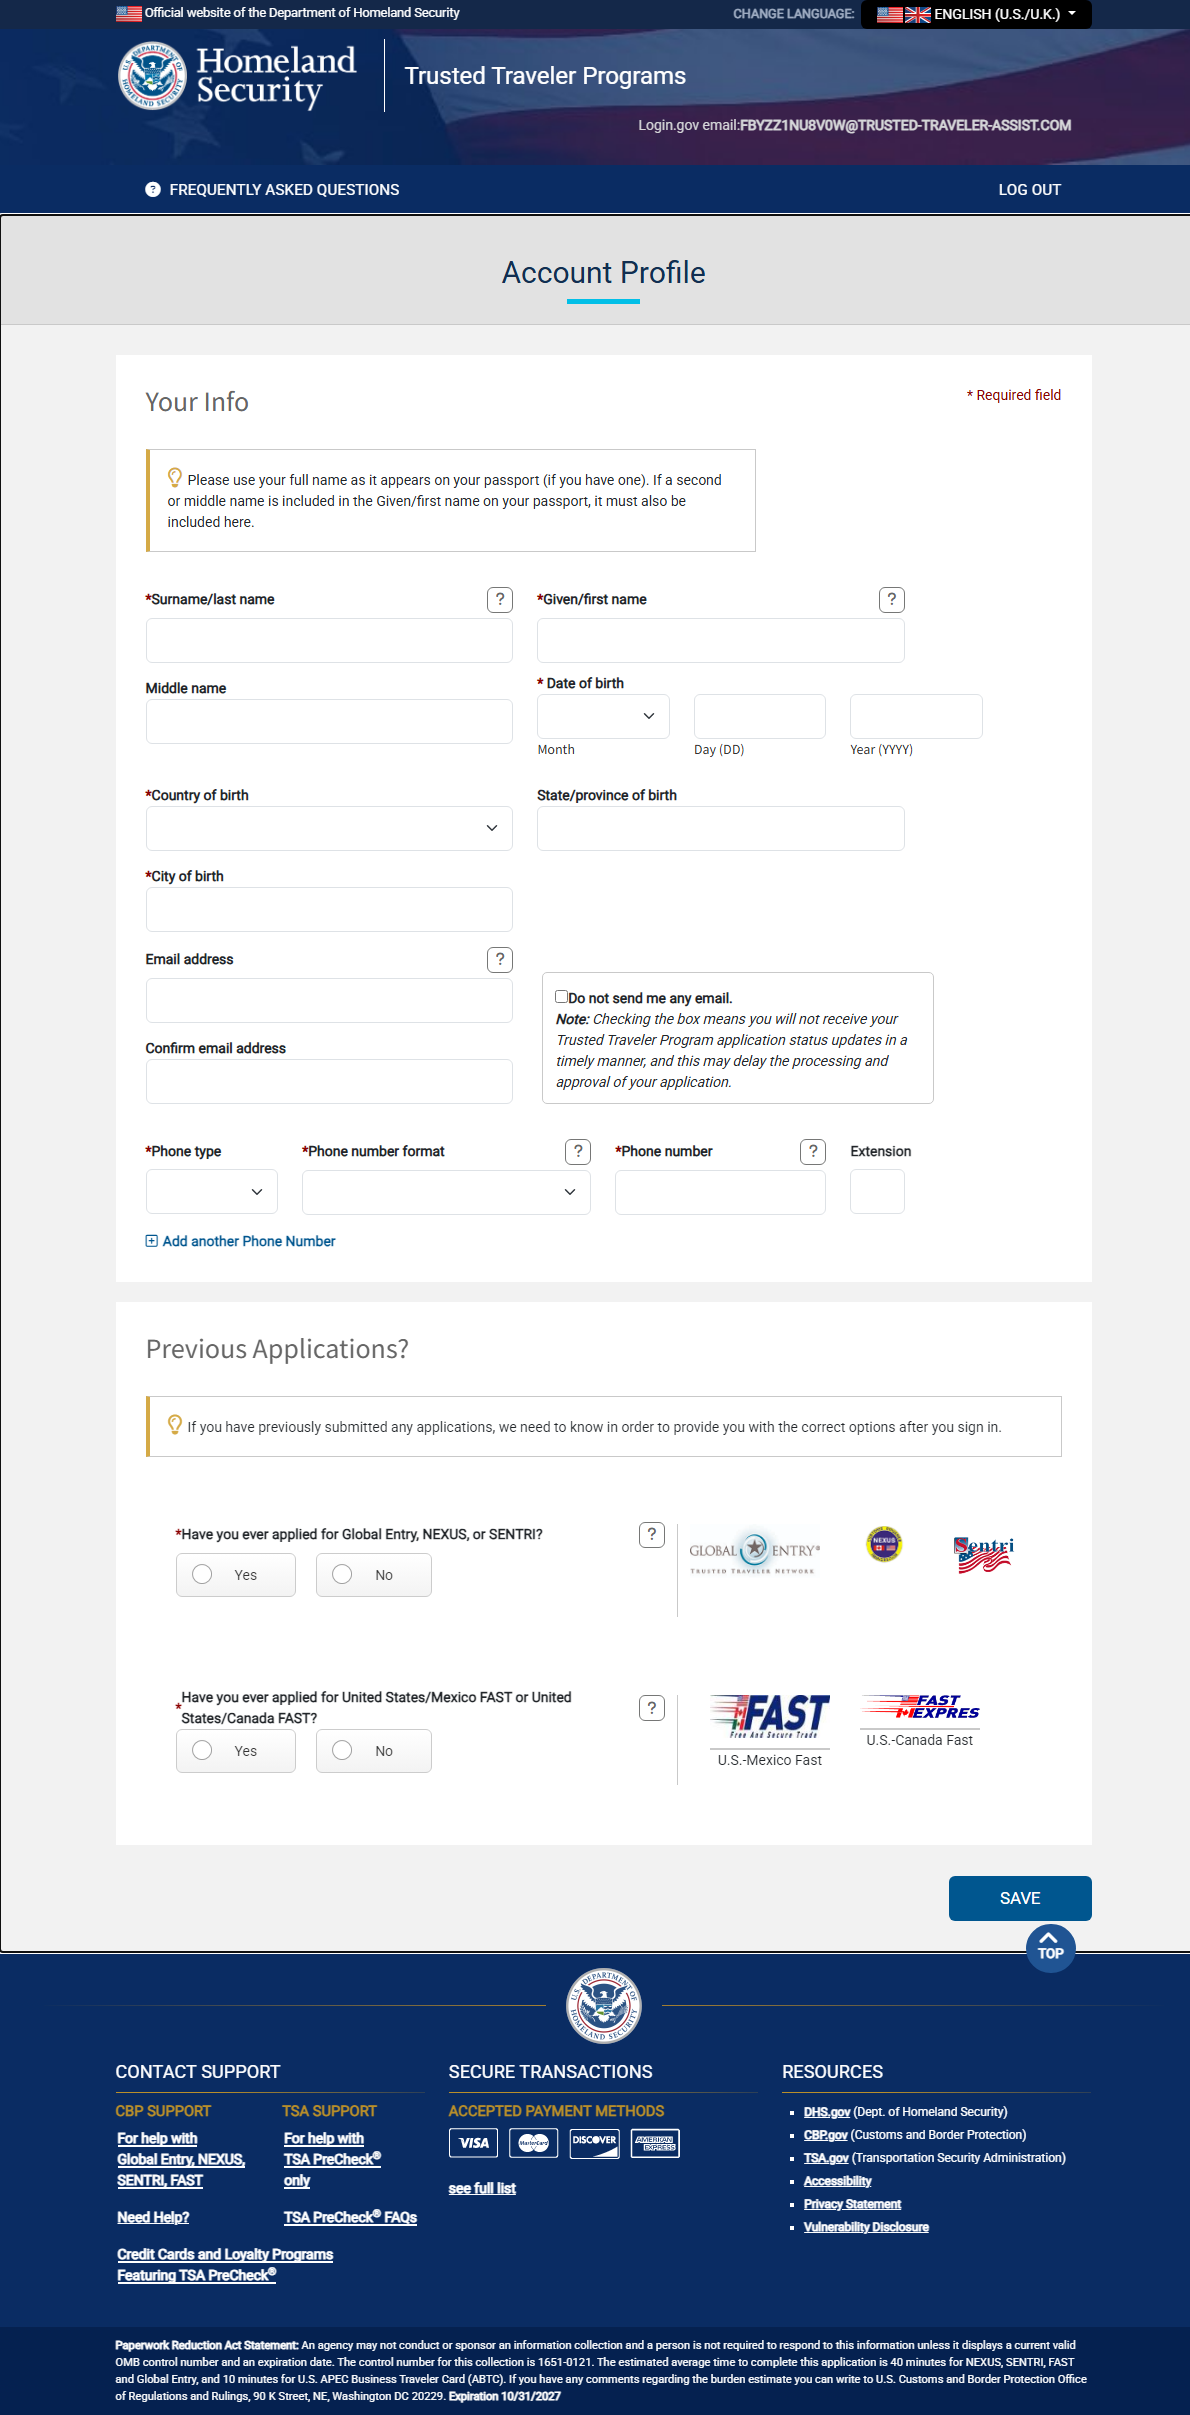 Official website of the Department of Homeland Security
CHANGE LANGUAGE:
ENGLISH (U.S./U.K.)
Homeland
Security
Trusted Traveler Programs
Login.gov email:FBYZZ1NU8V0W@TRUSTED-TRAVELER-ASSIST.COM
? FREQUENTLY ASKED QUESTIONS
LOG OUT
Account Profile
Your Info
* Required field
Please use your full name as it appears on your passport (if you have one). If a second
or middle name is included in the Given/first name on your passport, it must also be
included here.
*Surname/last name
?
*Given/first name
?
Middle name
* Date of birth
Month
Day (DD)
Year (YYYY)
*Country of birth
State/province of birth
*City of birth
Email address
?
Do not send me any email.
Note: Checking the box means you will not receive your
Trusted Traveler Program application status updates in a
timely manner, and this may delay the processing and
approval of your application.
Confirm email address
*Phone type
*Phone number format
?
*Phone number
?
Extension
Add another Phone Number
Previous Applications?
If you have previously submitted any applications, we need to know in order to provide you with the correct options after you sign in.
*Have you ever applied for Global Entry, NEXUS, or SENTRI?
?
Yes
No
GLOBAL ENTRY®
TRUSTED TRAVELER NETWORK
NEXUS
Sentri
*Have you ever applied for United States/Mexico FAST or United
States/Canada FAST?
?
Yes
No
FAST
Free And Secure Trade
U.S.-Mexico Fast
FAST
EXPRES
U.S.-Canada Fast
SAVE
TOP
U.S. DEPARTMENT OF HOMELAND SECURITY
CONTACT SUPPORT
CBP SUPPORT
For help with
Global Entry, NEXUS,
SENTRI, FAST
Need Help?
TSA SUPPORT
For help with
TSA PreCheck®
only
TSA PreCheck® FAQs
Credit Cards and Loyalty Programs
Featuring TSA PreCheck®
SECURE TRANSACTIONS
ACCEPTED PAYMENT METHODS
VISA
MasterCard
DISCOVER
AMERICAN EXPRESS
see full list
RESOURCES
DHS.gov (Dept. of Homeland Security)
CBP.gov (Customs and Border Protection)
TSA.gov (Transportation Security Administration)
Accessibility
Privacy Statement
Vulnerability Disclosure
Paperwork Reduction Act Statement: An agency may not conduct or sponsor an information collection and a person is not required to respond to this information unless it displays a current valid
OMB control number and an expiration date. The control number for this collection is 1651-0121. The estimated average time to complete this application is 40 minutes for NEXUS, SENTRI, FAST
and Global Entry, and 10 minutes for U.S. APEC Business Traveler Card (ABTC). If you have any comments regarding the burden estimate you can write to U.S. Customs and Border Protection Office
of Regulations and Rulings, 90 K Street, NE, Washington DC 20229. Expiration 10/31/2027